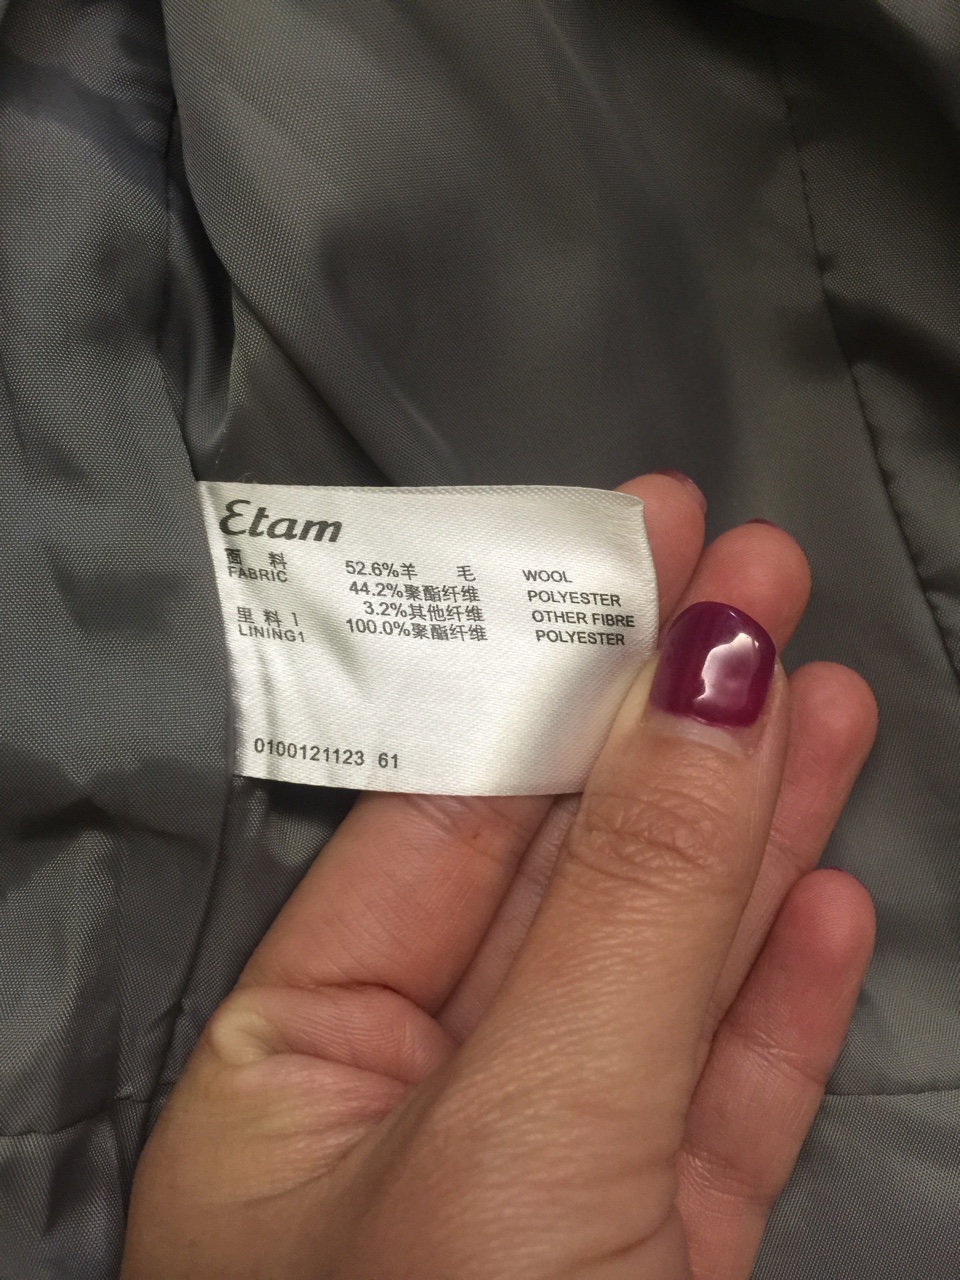 Etam
面 料 52.6%羊 毛 WOOL
FABRIC 44.2%聚酯纤维 POLYESTER
3.2%其他纤维 OTHER FIBRE
里 料 1 100.0%聚酯纤维 POLYESTER
LINING1
0100121123 61